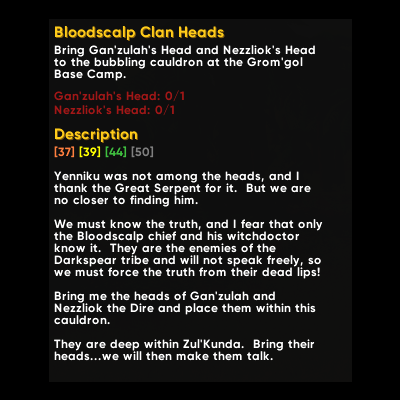 Bloodscalp Clan Heads
Bring Gan'zulah's Head and Nezzliok's Head
to the bubbling cauldron at the Grom'gol
Base Camp.
Gan'zulah's Head: 0/1
Nezzliok's Head: 0/1
Description
[37] [39] [44] [50]
Yenniku was not among the heads, and I
thank the Great Serpent for it.  But we are
no closer to finding him.
We must know the truth, and I fear that only
the Bloodscalp chief and his witchdoctor
know it.  They are the enemies of the
Darkspear tribe and will not speak freely, so
we must force the truth from their dead lips!
Bring me the heads of Gan'zulah and
Nezzliok the Dire and place them within this
cauldron.
They are deep within Zul'Kunda.  Bring their
heads...we will then make them talk.